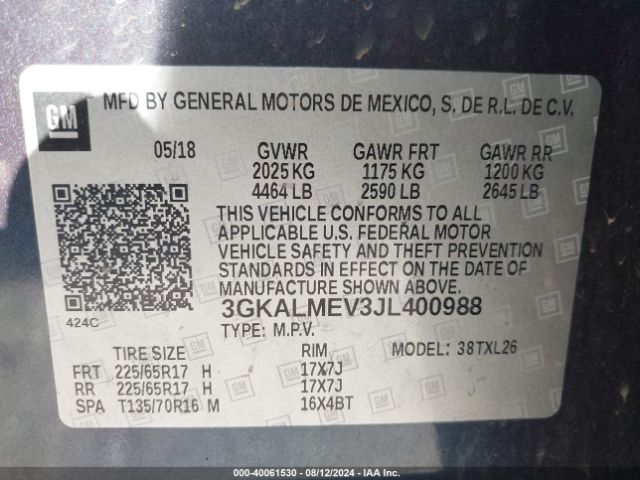 GM MFD BY GENERAL MOTORS DE MEXICO, S. DE R.L. DE C.V.
05/18 GVWR GAWR FRT GAWR RR
2025 KG 1175 KG 1200 KG
4464 LB 2590 LB 2645 LB
THIS VEHICLE CONFORMS TO ALL
APPLICABLE U.S. FEDERAL MOTOR
VEHICLE SAFETY AND THEFT PREVENTION
STANDARDS IN EFFECT ON THE DATE OF
MANUFACTURE SHOWN ABOVE.
424C 3GKALMEV3JL400988
TYPE: M.P.V.
TIRE SIZE RIM MODEL: 38TXL26
FRT 225/65R17 H 17X7J
RR 225/65R17 H 17X7J
SPA T135/70R16 M 16X4BT
000-40061530 - 08/12/2024 - IAA Inc.